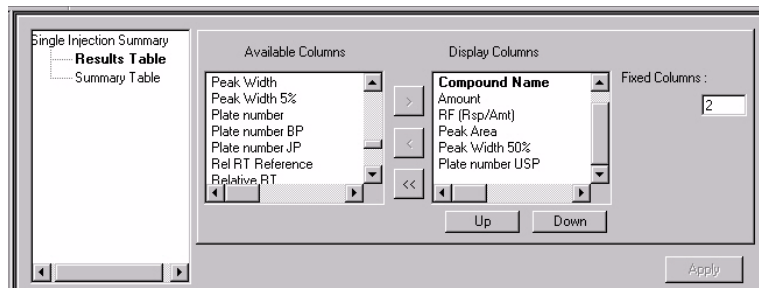 Single Injection Summary
Results Table
Summary Table
Available Columns
Peak Width
Peak Width 5%
Plate number
Plate number BP
Plate number JP
Rel RT Reference
Relative RT
>
<
<<
Display Columns
Compound Name
Amount
RF (Rsp/Amt)
Peak Area
Peak Width 50%
Plate number USP
Up
Down
Fixed Columns :
2
Apply